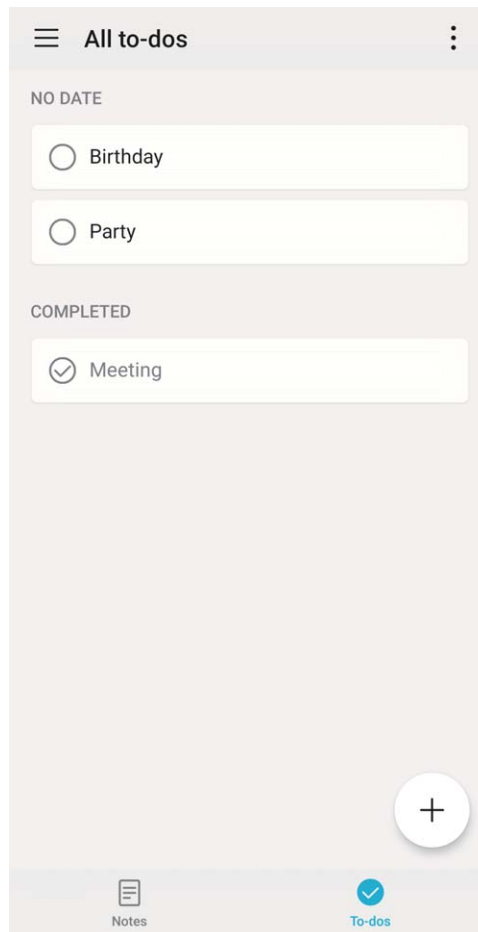 All to-dos
NO DATE
Birthday
Party
COMPLETED
Meeting
Notes
To-dos